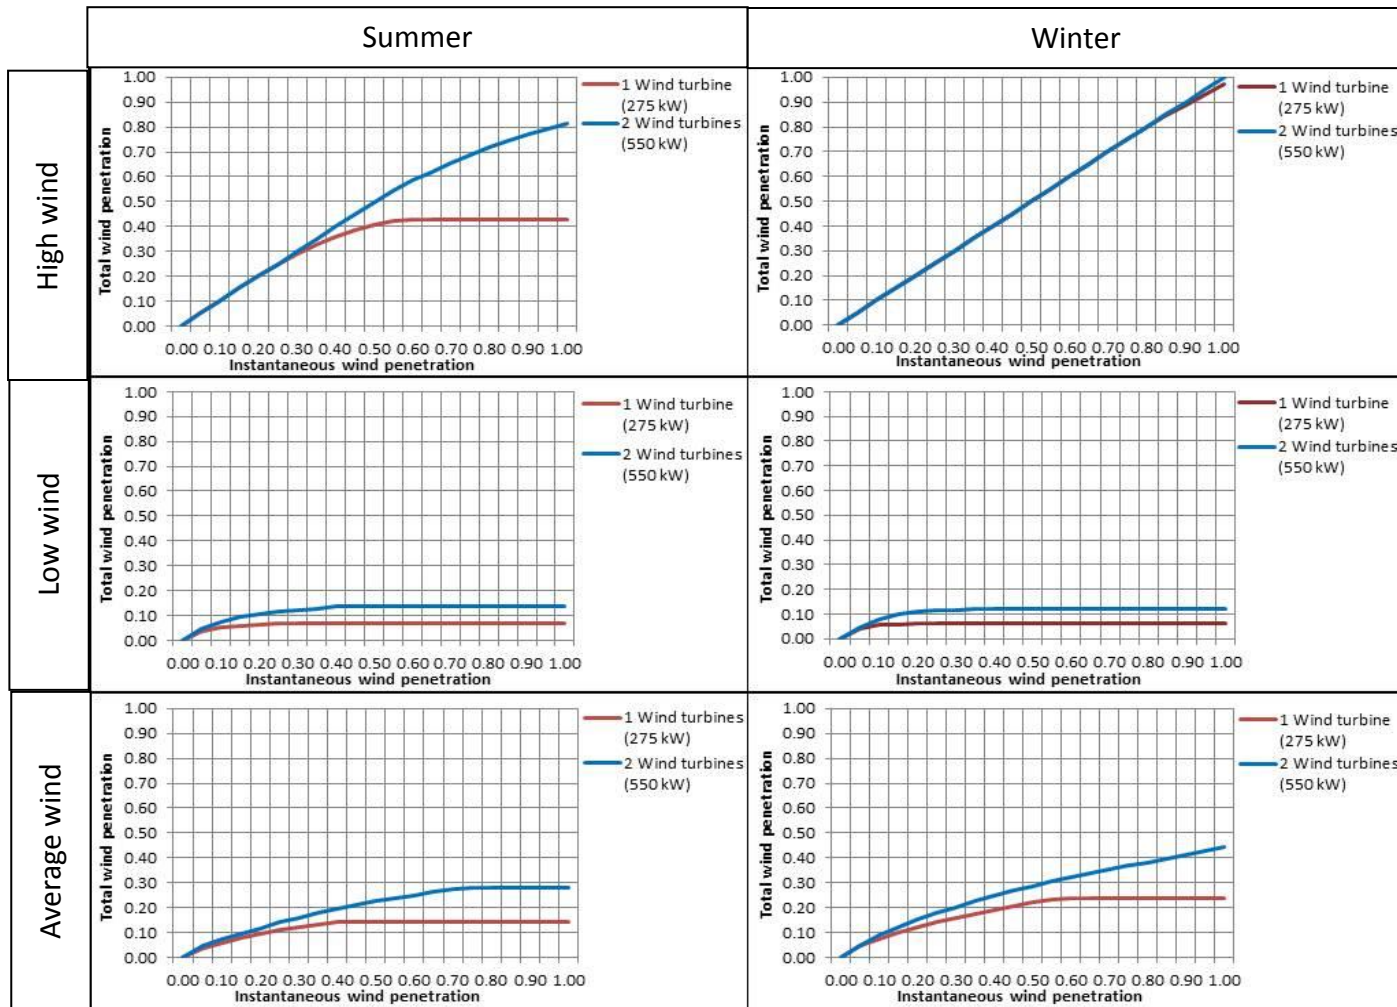 Summer
Winter
High wind
Total wind penetration
1.00
0.90
0.80
0.70
0.60
0.50
0.40
0.30
0.20
0.10
0.00
0.00 0.10 0.20 0.30 0.40 0.50 0.60 0.70 0.80 0.90 1.00
Instantaneous wind penetration
1 Wind turbine
(275 kW)
2 Wind turbines
(550 kW)
Total wind penetration
1.00
0.90
0.80
0.70
0.60
0.50
0.40
0.30
0.20
0.10
0.00
0.00 0.10 0.20 0.30 0.40 0.50 0.60 0.70 0.80 0.90 1.00
Instantaneous wind penetration
1 Wind turbine
(275 kW)
2 Wind turbines
(550 kW)
Low wind
Total wind penetration
1.00
0.90
0.80
0.70
0.60
0.50
0.40
0.30
0.20
0.10
0.00
0.00 0.10 0.20 0.30 0.40 0.50 0.60 0.70 0.80 0.90 1.00
Instantaneous wind penetration
1 Wind turbine
(275 kW)
2 Wind turbines
(550 kW)
Total wind penetration
1.00
0.90
0.80
0.70
0.60
0.50
0.40
0.30
0.20
0.10
0.00
0.00 0.10 0.20 0.30 0.40 0.50 0.60 0.70 0.80 0.90 1.00
Instantaneous wind penetration
1 Wind turbine
(275 kW)
2 Wind turbines
(550 kW)
Average wind
Total wind penetration
1.00
0.90
0.80
0.70
0.60
0.50
0.40
0.30
0.20
0.10
0.00
0.00 0.10 0.20 0.30 0.40 0.50 0.60 0.70 0.80 0.90 1.00
Instantaneous wind penetration
1 Wind turbines
(275 kW)
2 Wind turbines
(550 kW)
Total wind penetration
1.00
0.90
0.80
0.70
0.60
0.50
0.40
0.30
0.20
0.10
0.00
0.00 0.10 0.20 0.30 0.40 0.50 0.60 0.70 0.80 0.90 1.00
Instantaneous wind penetration
1 Wind turbine
(275 kW)
2 Wind turbines
(550 kW)